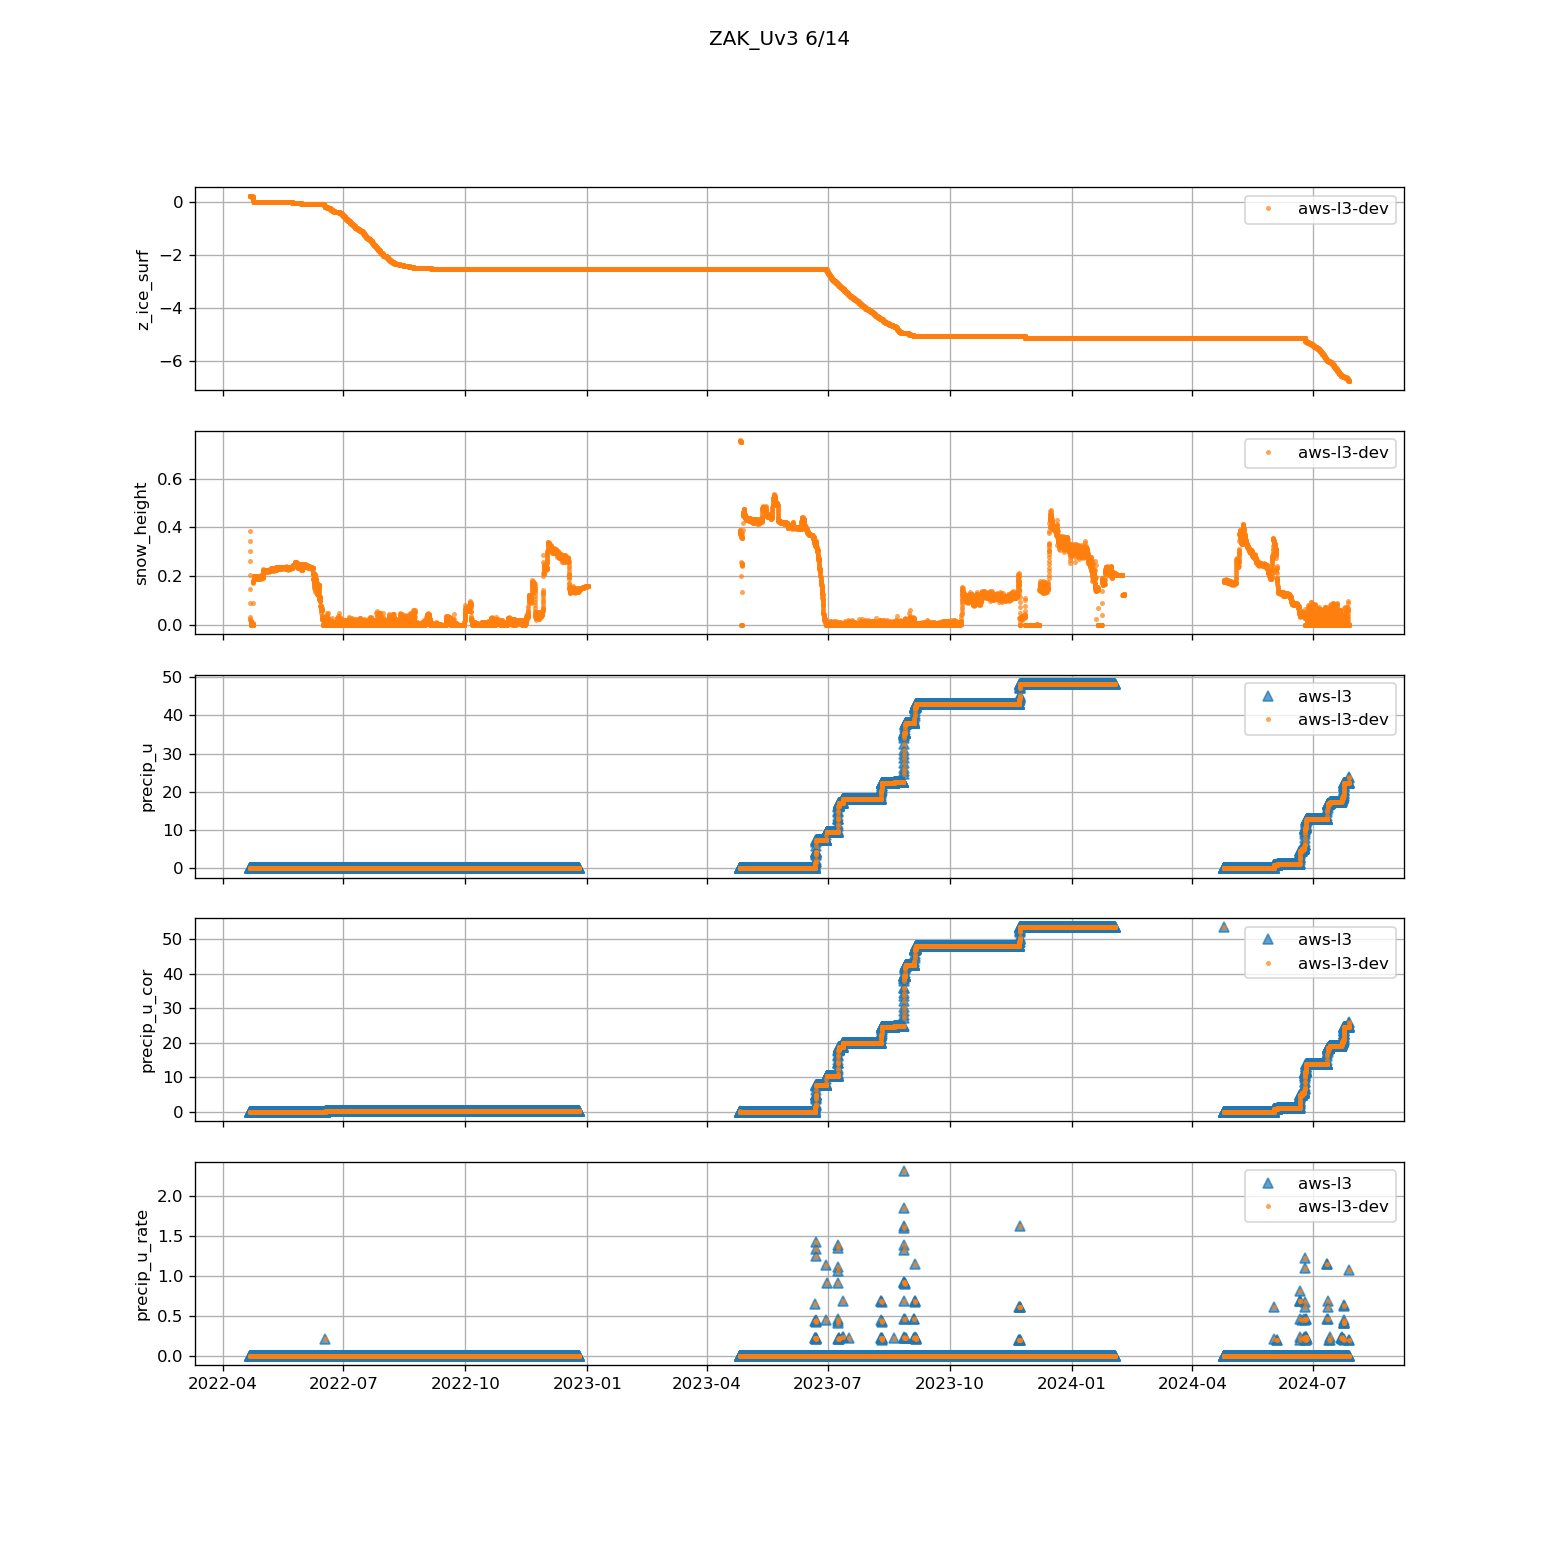 ZAK_Uv3 6/14
z_ice_surf
0
−2
−4
−6
aws-l3-dev
snow_height
0.6
0.4
0.2
0.0
aws-l3-dev
precip_u
50
40
30
20
10
0
aws-l3
aws-l3-dev
precip_u_cor
50
40
30
20
10
0
aws-l3
aws-l3-dev
precip_u_rate
2.0
1.5
1.0
0.5
0.0
aws-l3
aws-l3-dev
2022-04 2022-07 2022-10 2023-01 2023-04 2023-07 2023-10 2024-01 2024-04 2024-07